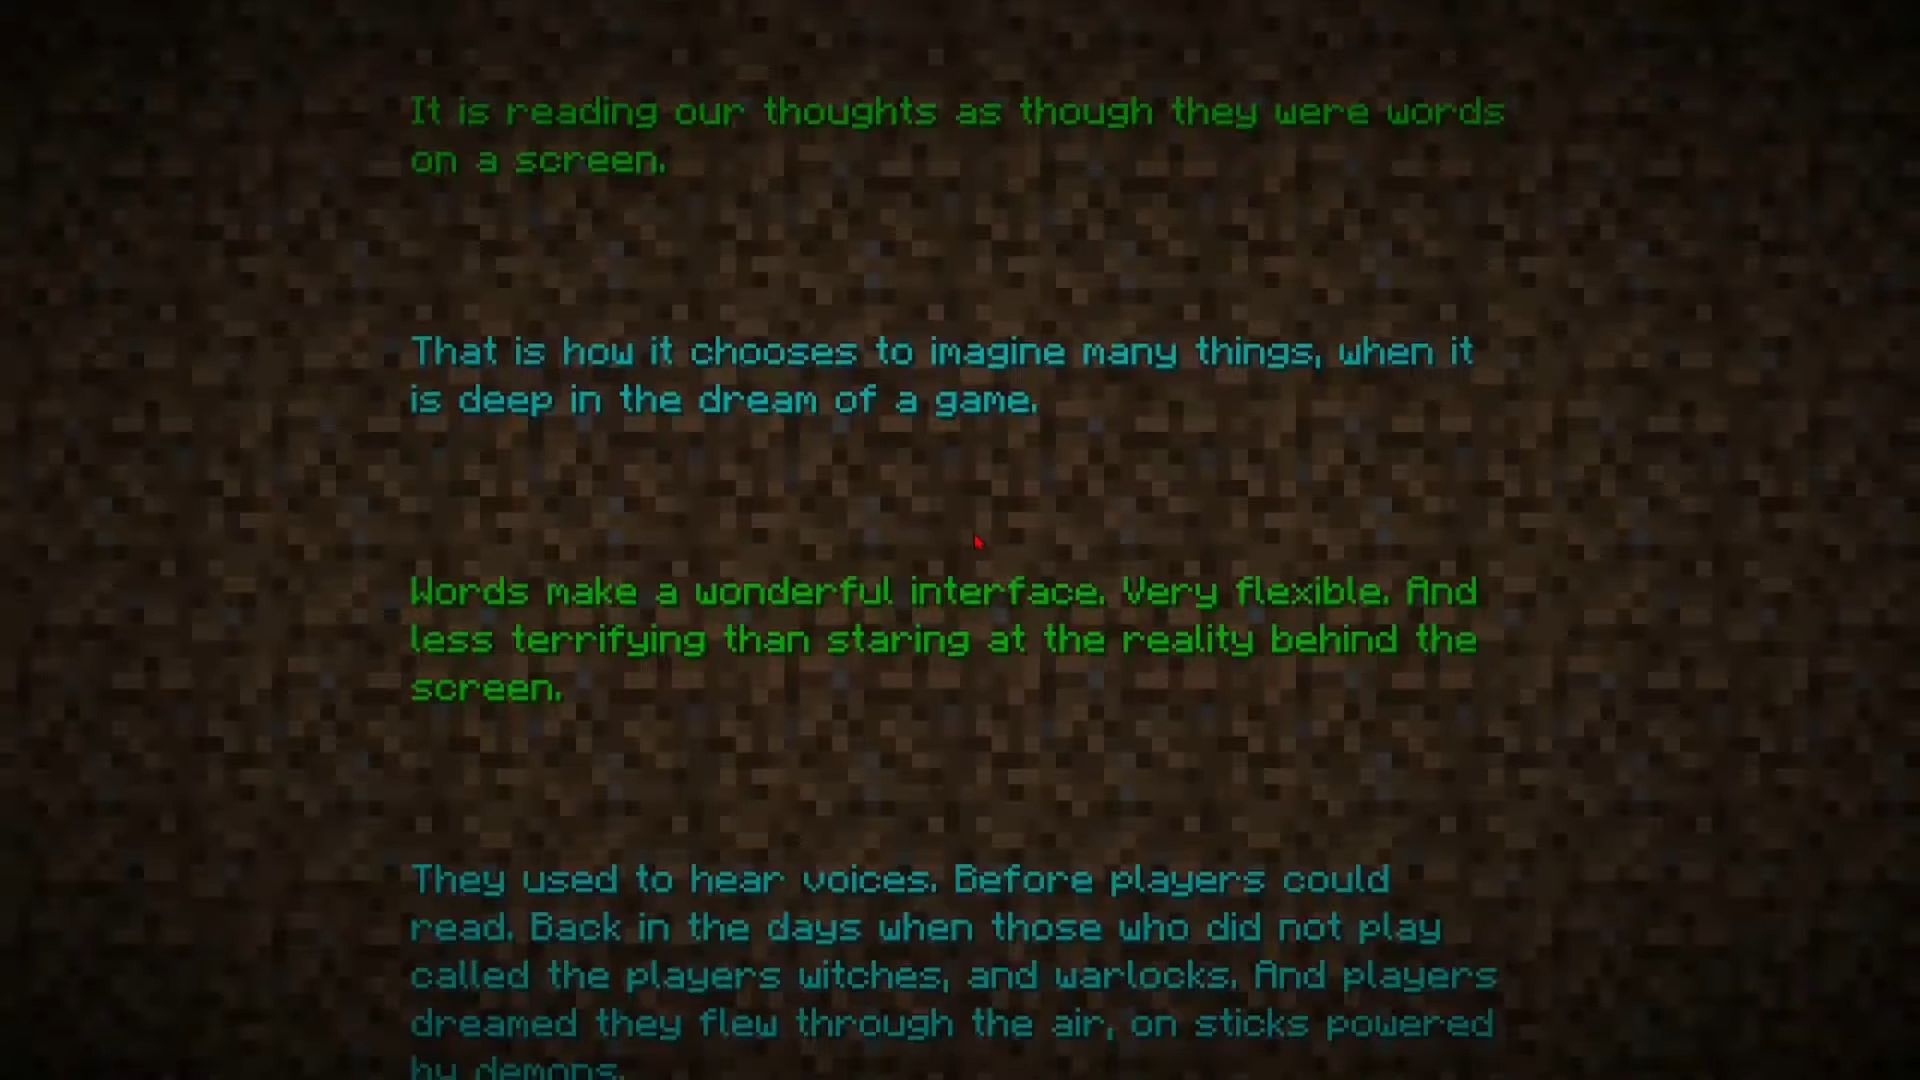 It is reading our thoughts as though they were words
on a screen.
That is how it chooses to imagine many things, when it
is deep in the dream of a game.
Words make a wonderful interface. Very flexible. And
less terrifying than staring at the reality behind the
screen.
They used to hear voices. Before players could
read. Back in the days when those who did not play
called the players witches, and warlocks. And players
dreamed they flew through the air, on sticks powered
by demons.